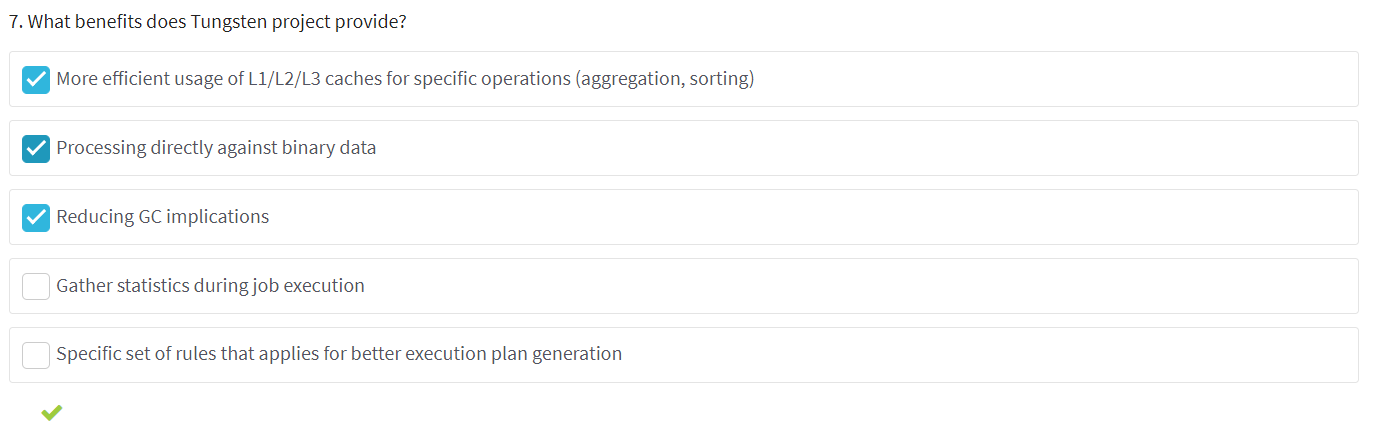 7. What benefits does Tungsten project provide?
More efficient usage of L1/L2/L3 caches for specific operations (aggregation, sorting)
Processing directly against binary data
Reducing GC implications
Gather statistics during job execution
Specific set of rules that applies for better execution plan generation